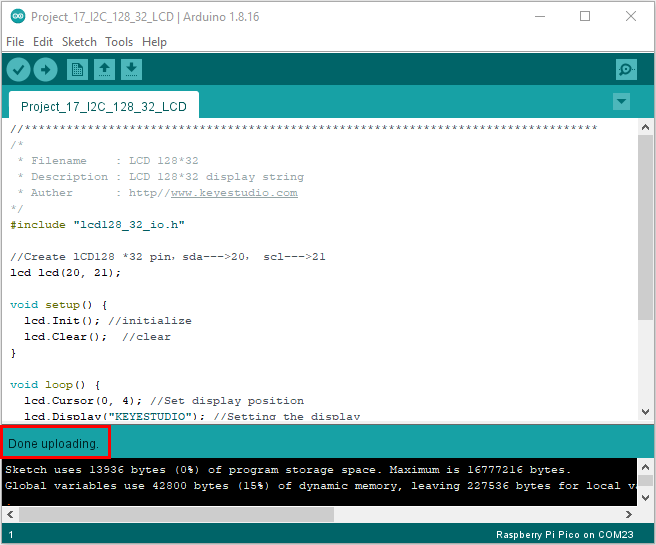 Project_17_I2C_128_32_LCD | Arduino 1.8.16
File Edit Sketch Tools Help
Project_17_I2C_128_32_LCD
//**********************************************************************************
/*
 * Filename    : LCD 128*32
 * Description : LCD 128*32 display string
 * Auther      : http//www.keyestudio.com
*/
#include "lcd128_32_io.h"
//Create lCD128 *32 pin，sda--->20， scl--->21
lcd lcd(20, 21);
void setup() {
  lcd.Init(); //initialize
  lcd.Clear();  //clear
}
void loop() {
  lcd.Cursor(0, 4); //Set display position
  lcd.Display("KEYESTUDIO"); //Setting the display
Done uploading.
Sketch uses 13936 bytes (0%) of program storage space. Maximum is 16777216 bytes.
Global variables use 42800 bytes (15%) of dynamic memory, leaving 227536 bytes for local va
1 Raspberry Pi Pico on COM23